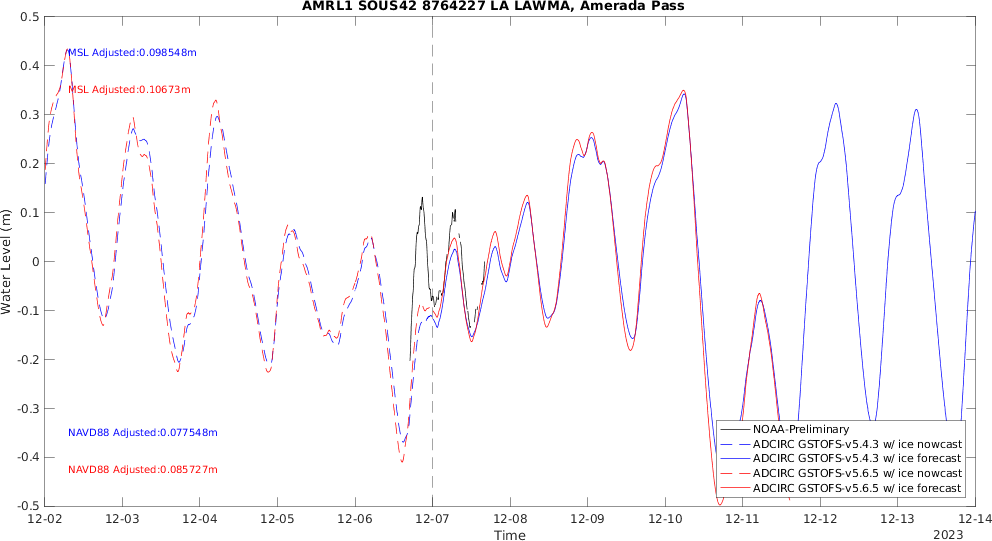 AMRL1 SOUS42 8764227 LA LAWMA, Amerada Pass
0.5
0.4
0.3
0.2
0.1
0
-0.1
-0.2
-0.3
-0.4
-0.5
Water Level (m)
MSL Adjusted:0.098548m
MSL Adjusted:0.10673m
NAVD88 Adjusted:0.077548m
NAVD88 Adjusted:0.085727m
NOAA-Preliminary
ADCIRC GSTOFS-v5.4.3 w/ ice nowcast
ADCIRC GSTOFS-v5.4.3 w/ ice forecast
ADCIRC GSTOFS-v5.6.5 w/ ice nowcast
ADCIRC GSTOFS-v5.6.5 w/ ice forecast
12-02 12-03 12-04 12-05 12-06 12-07 12-08 12-09 12-10 12-11 12-12 12-13 12-14
Time
2023